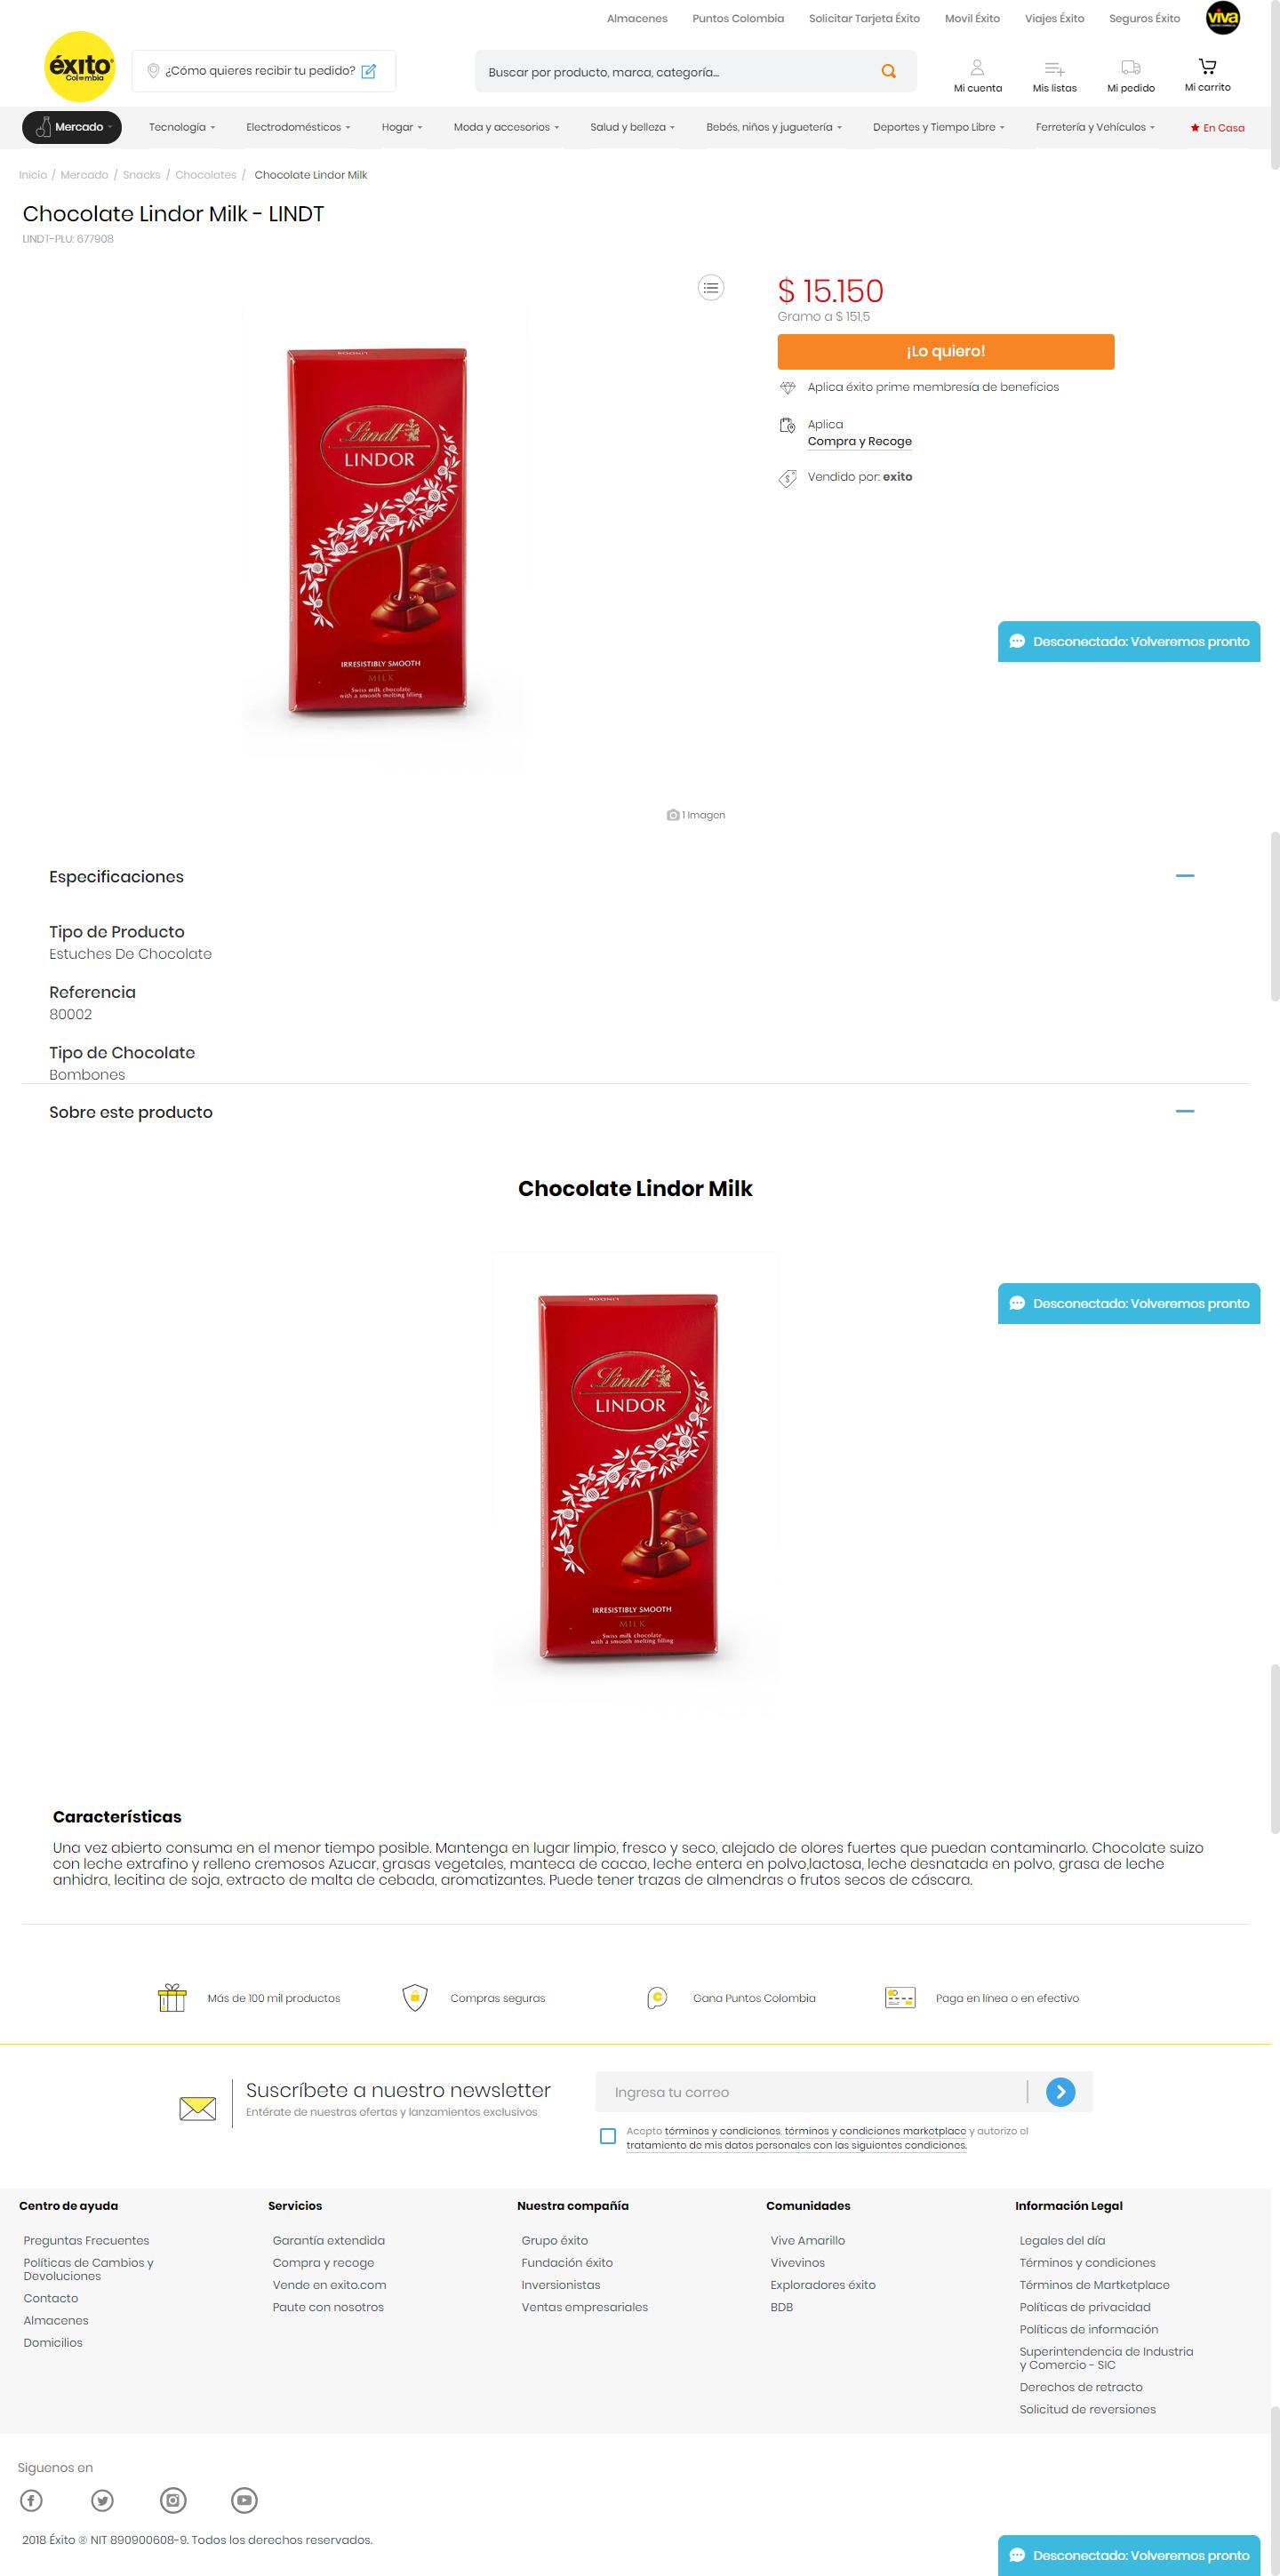 Almacenes Puntos Colombia Solicitar Tarjeta Éxito Movil Éxito Viajes Éxito Seguros Éxito viva
éxito
Colombia
¿Cómo quieres recibir tu pedido?
Buscar por producto, marca, categoría...
Mi cuenta Mis listas Mi pedido Mi carrito
Mercado Tecnología Electrodomésticos Hogar Moda y accesorios Salud y belleza Bebés, niños y juguetería Deportes y Tiempo Libre Ferretería y Vehículos En Casa
Inicio / Mercado / Snacks / Chocolates / Chocolate Lindor Milk
Chocolate Lindor Milk - LINDT
LINDT-PLU: 677908
$ 15.150
Gramo a $ 151,5
¡Lo quiero!
Aplica éxito prime membresía de beneficios
Aplica
Compra y Recoge
Vendido por: exito
LINDOR
Lindt
LINDOR
IRRESISTIBLY SMOOTH
MILK
Swiss milk chocolate
with a smooth melting filling
Desconectado: Volveremos pronto
1 Imagen
Especificaciones
Tipo de Producto
Estuches De Chocolate
Referencia
80002
Tipo de Chocolate
Bombones
Sobre este producto
Chocolate Lindor Milk
Desconectado: Volveremos pronto
LINDOR
Lindt
LINDOR
IRRESISTIBLY SMOOTH
MILK
Swiss milk chocolate
with a smooth melting filling
Características
Una vez abierto consuma en el menor tiempo posible. Mantenga en lugar limpio, fresco y seco, alejado de olores fuertes que puedan contaminarlo. Chocolate suizo
con leche extrafino y relleno cremosos Azucar, grasas vegetales, manteca de cacao, leche entera en polvo,lactosa, leche desnatada en polvo, grasa de leche
anhidra, lecitina de soja, extracto de malta de cebada, aromatizantes. Puede tener trazas de almendras o frutos secos de cáscara.
Más de 100 mil productos Compras seguras Gana Puntos Colombia Paga en línea o en efectivo
Suscríbete a nuestro newsletter
Entérate de nuestras ofertas y lanzamientos exclusivos
Ingresa tu correo
Acepto términos y condiciones, términos y condiciones marketplace y autorizo el
tratamiento de mis datos personales con las siguientes condiciones.
Centro de ayuda
Preguntas Frecuentes
Políticas de Cambios y
Devoluciones
Contacto
Almacenes
Domicilios
Servicios
Garantía extendida
Compra y recoge
Vende en exito.com
Paute con nosotros
Nuestra compañía
Grupo éxito
Fundación éxito
Inversionistas
Ventas empresariales
Comunidades
Vive Amarillo
Vivevinos
Exploradores éxito
BDB
Información Legal
Legales del día
Términos y condiciones
Términos de Martketplace
Políticas de privacidad
Políticas de información
Superintendencia de Industria
y Comercio - SIC
Derechos de retracto
Solicitud de reversiones
Siguenos en
2018 Éxito ® NIT 890900608-9. Todos los derechos reservados.
Desconectado: Volveremos pronto